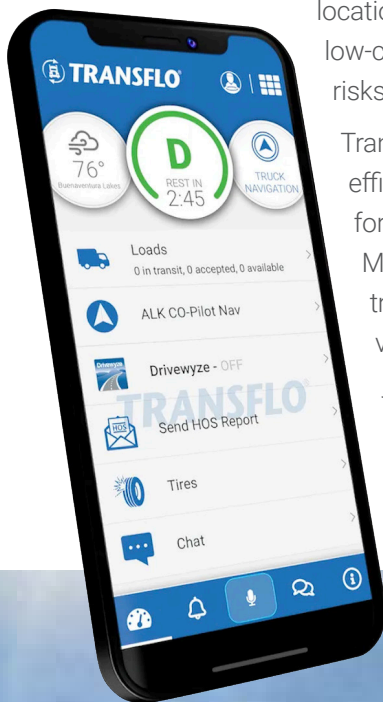 TRANSFLO®
76°
Buenaventura Lakes
D
REST IN
2:45
TRUCK
NAVIGATION
Loads
0 in transit, 0 accepted, 0 available
ALK CO-Pilot Nav
Drivewyze
Drivewyze - OFF
TRANSFLO®
HOS
Send HOS Report
Tires
Chat
locatio
low-c
risks
Tran
effi
for
M
tr
v